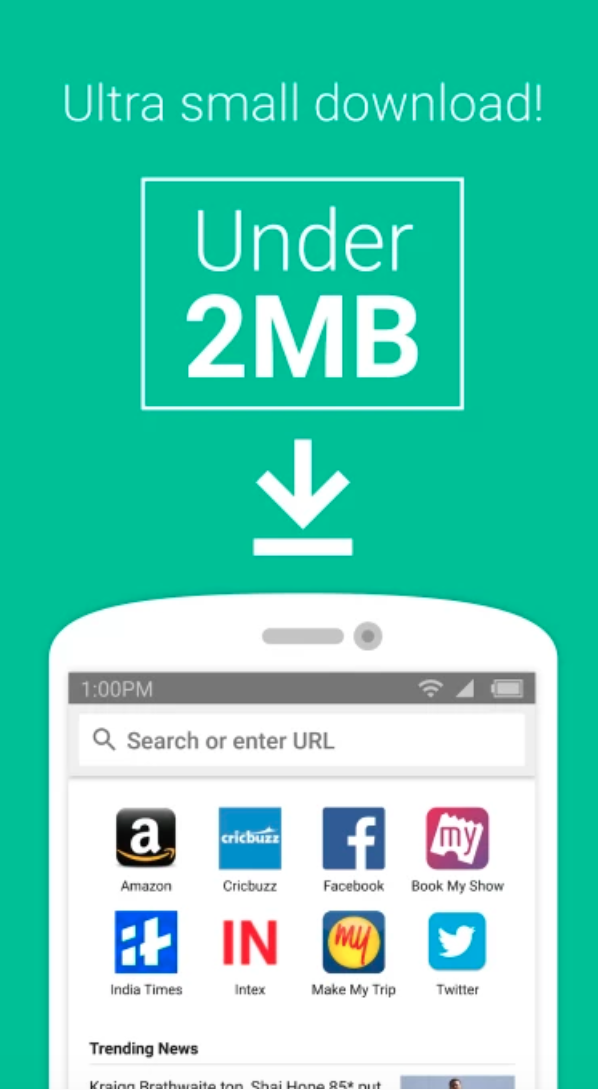 Ultra small download!
Under
2MB
1:00PM
Search or enter URL
a cricbuzz f my
Amazon Cricbuzz Facebook Book My Show
it IN my
India Times Intex Make My Trip Twitter
Trending News
Kraigg Brathwaite ton, Shai Hope 85* put